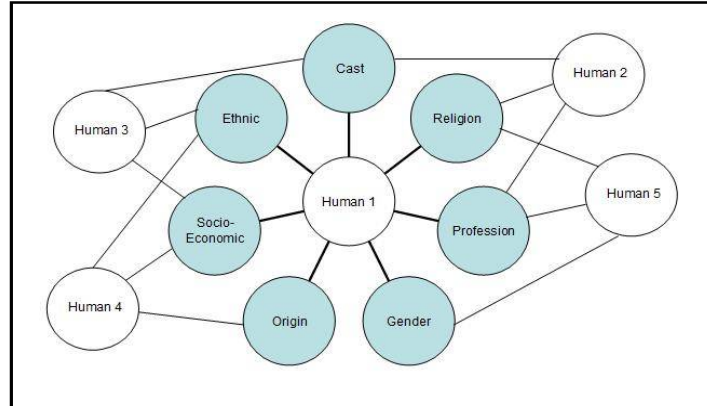 Cast
Human 2
Human 3
Ethnic
Religion
Human 1
Human 5
Socio-
Economic
Profession
Human 4
Origin
Gender